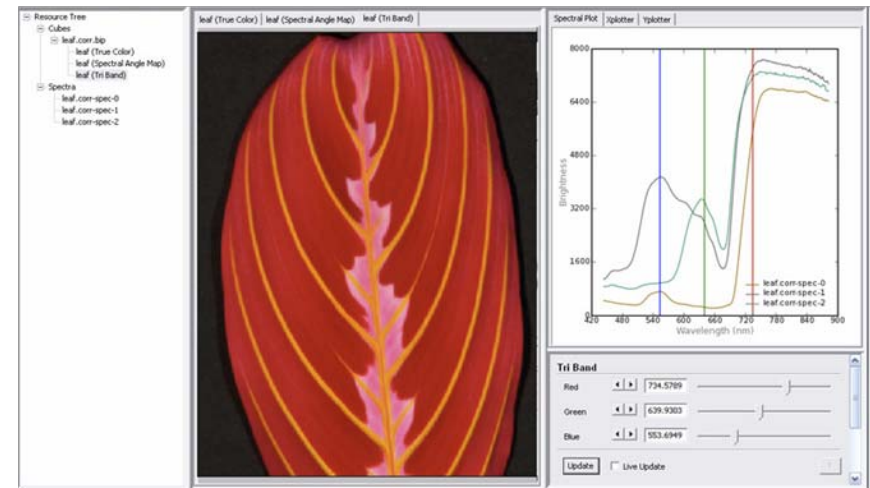 Resource Tree
Cubes
leaf.corr.bip
leaf (True Color)
leaf (Spectral Angle Map)
leaf (Tri Band)
Spectra
leaf.corr-spec-0
leaf.corr-spec-1
leaf.corr-spec-2
leaf (True Color) leaf (Spectral Angle Map) leaf (Tri Band)
Spectral Plot Xplotter Yplotter
8000
6400
4800
3200
1600
0
Brightness
leaf.corr-spec-0
leaf.corr-spec-1
leaf.corr-spec-2
420 480 540 600 660 720 780 840 900
Wavelength (nm)
Tri Band
Red 734.5789
Green 639.9303
Blue 553.6949
Update Live Update